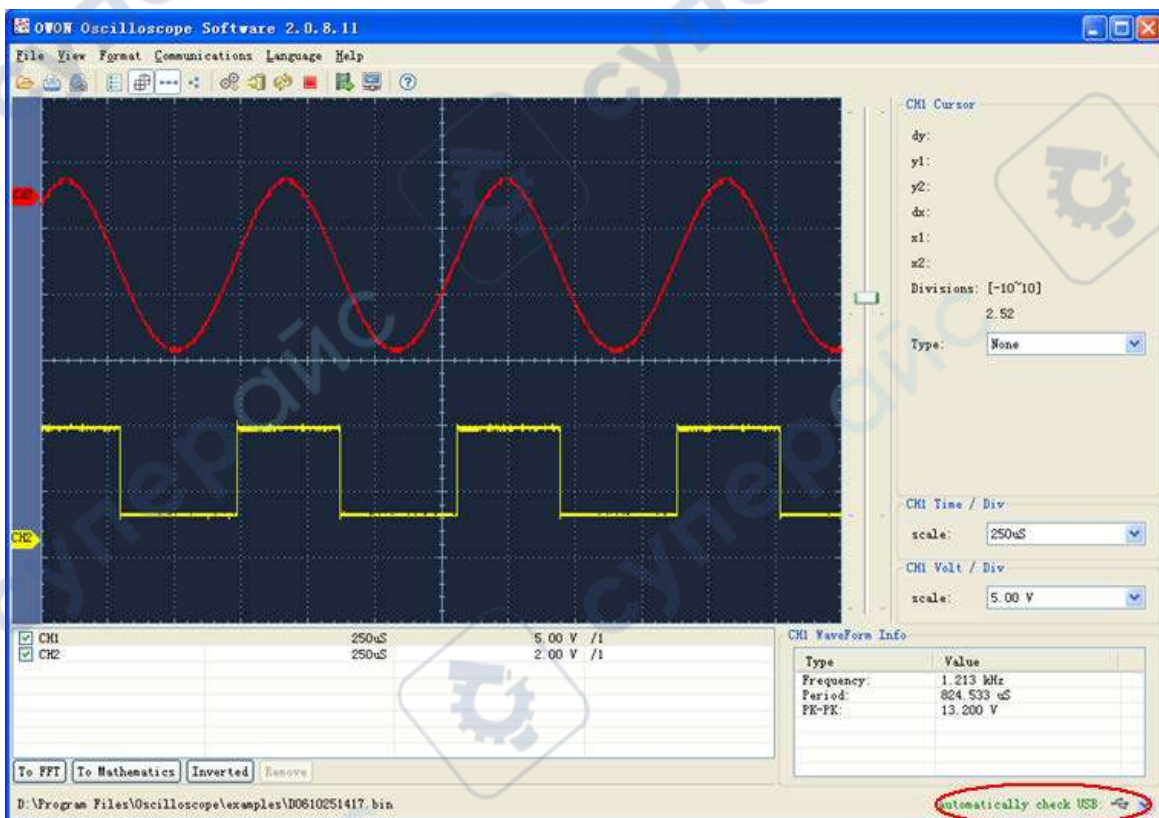 OWON Oscilloscope Software 2.0.8.11
File View Format Communications Language Help
CH1 Cursor
dy:
y1:
y2:
dx:
x1:
x2:
Divisions: [-10~10]
2.52
Type: None
CH1 Time / Div
scale: 250uS
CH1 Volt / Div
scale: 5.00 V
CH2
CH1 250uS 5.00 V /1
CH2 250uS 2.00 V /1
CH1 WaveForm Info
Type Value
Frequency: 1.213 kHz
Period: 824.533 uS
PK-PK: 13.200 V
To FFT To Mathematics Inverted Remove
D:\Program Files\Oscilloscope\examples\D0610251417.bin
Automatically check USB:
суперайс
суперайс